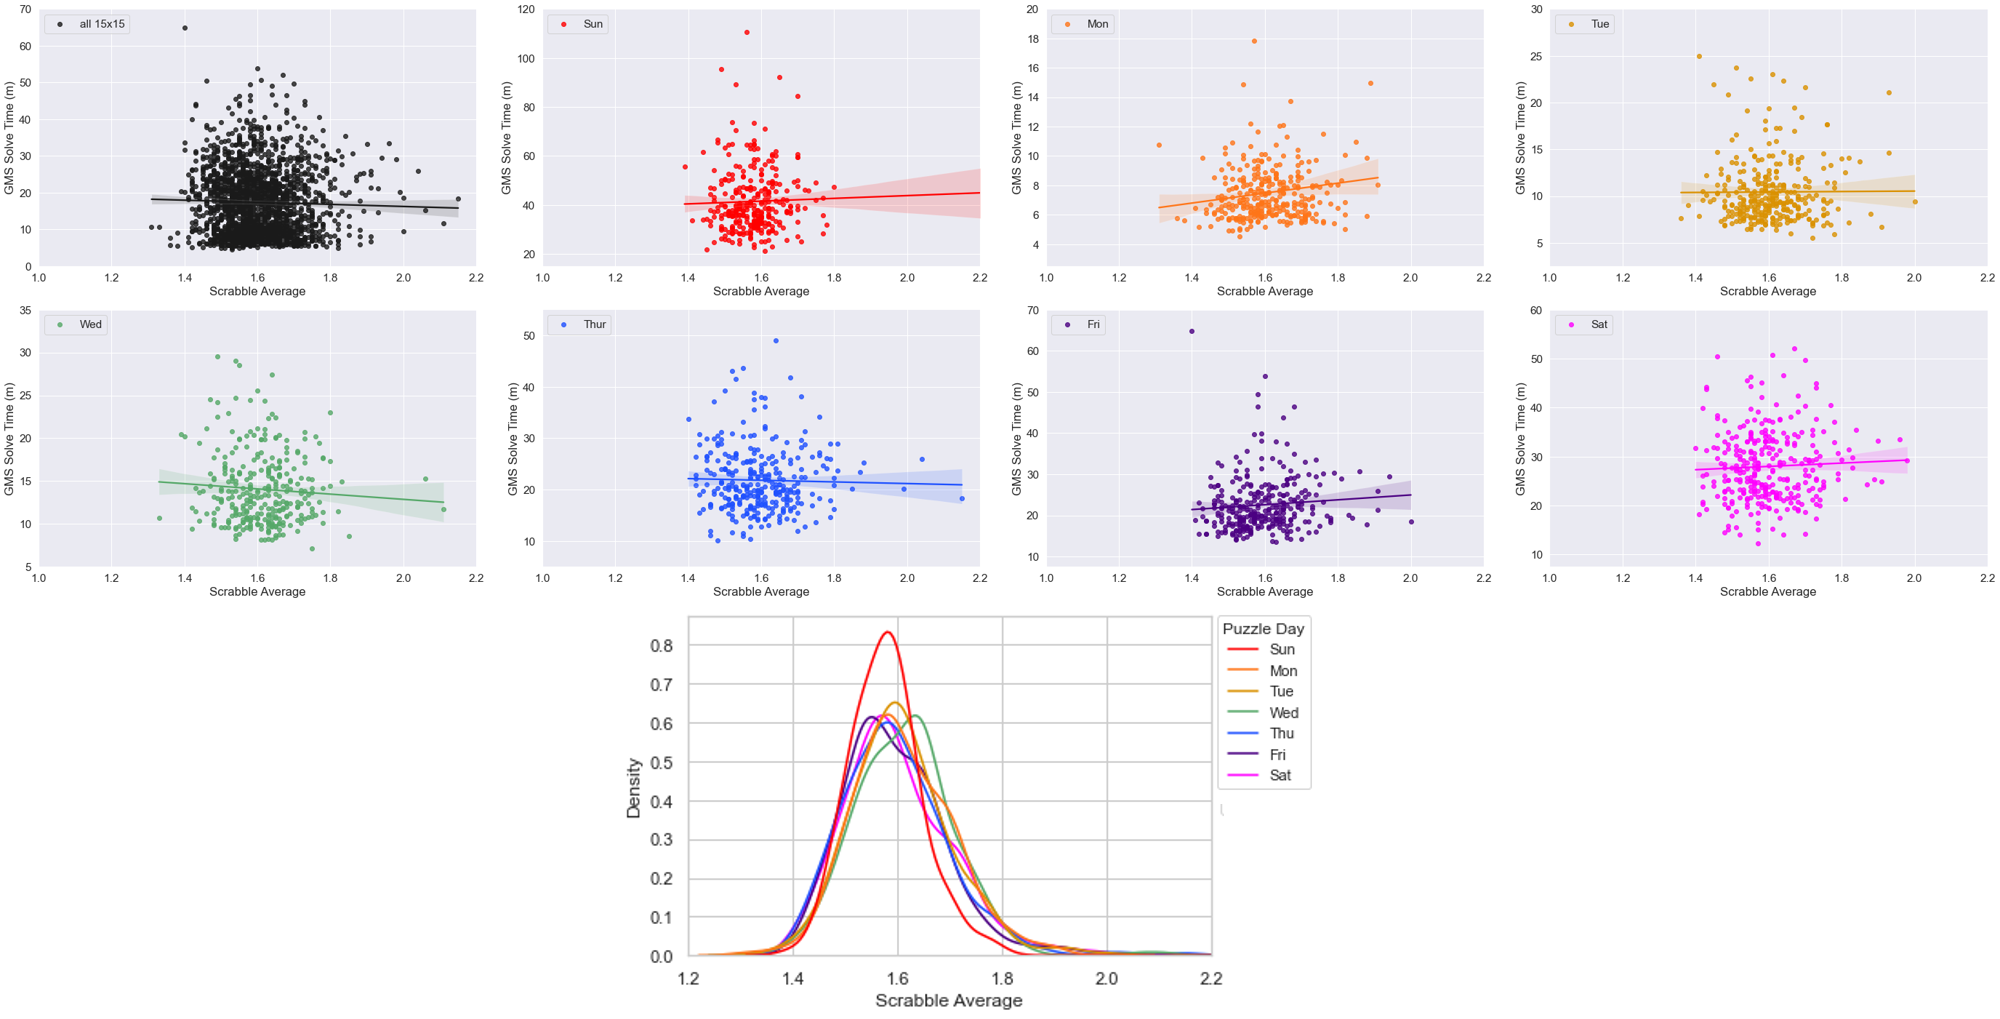 all 15x15
GMS Solve Time (m)
70
60
50
40
30
20
10
0
1.0 1.2 1.4 1.6 1.8 2.0 2.2
Scrabble Average
Sun
GMS Solve Time (m)
120
100
80
60
40
20
1.0 1.2 1.4 1.6 1.8 2.0 2.2
Scrabble Average
Mon
GMS Solve Time (m)
20
18
16
14
12
10
8
6
4
1.0 1.2 1.4 1.6 1.8 2.0 2.2
Scrabble Average
Tue
GMS Solve Time (m)
30
25
20
15
10
5
1.0 1.2 1.4 1.6 1.8 2.0 2.2
Scrabble Average
Wed
GMS Solve Time (m)
35
30
25
20
15
10
5
1.0 1.2 1.4 1.6 1.8 2.0 2.2
Scrabble Average
Thur
GMS Solve Time (m)
50
40
30
20
10
1.0 1.2 1.4 1.6 1.8 2.0 2.2
Scrabble Average
Fri
GMS Solve Time (m)
70
60
50
40
30
20
10
1.0 1.2 1.4 1.6 1.8 2.0 2.2
Scrabble Average
Sat
GMS Solve Time (m)
60
50
40
30
20
10
1.0 1.2 1.4 1.6 1.8 2.0 2.2
Scrabble Average
Density
0.8
0.7
0.6
0.5
0.4
0.3
0.2
0.1
0.0
1.2 1.4 1.6 1.8 2.0 2.2
Scrabble Average
Puzzle Day
Sun
Mon
Tue
Wed
Thu
Fri
Sat